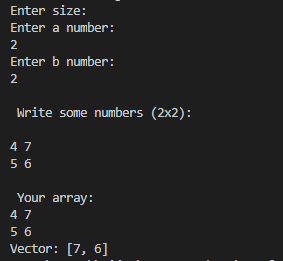 Enter size:
Enter a number:
2
Enter b number:
2
Write some numbers (2x2):
4 7
5 6
Your array:
4 7
5 6
Vector: [7, 6]